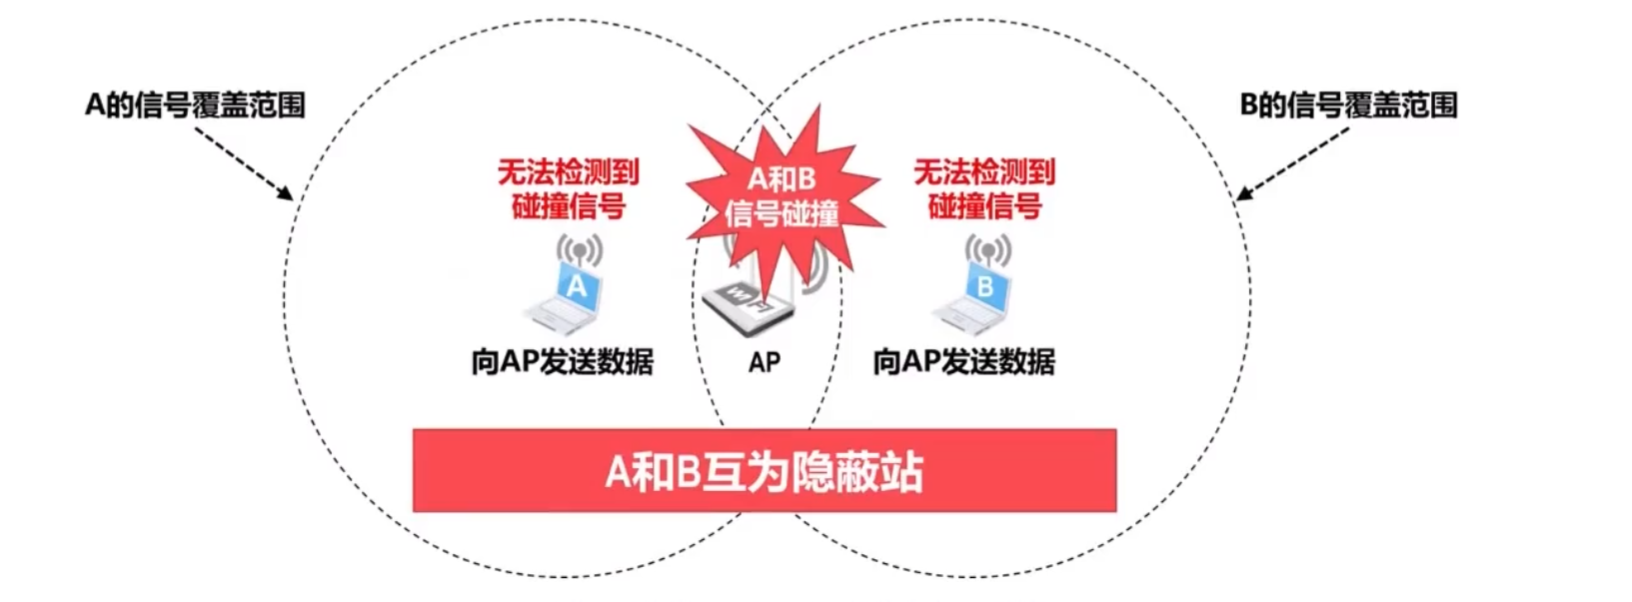 A的信号覆盖范围
B的信号覆盖范围
无法检测到
碰撞信号
A和B
信号碰撞
无法检测到
碰撞信号
A
WiFi
B
向AP发送数据
AP
向AP发送数据
A和B互为隐蔽站